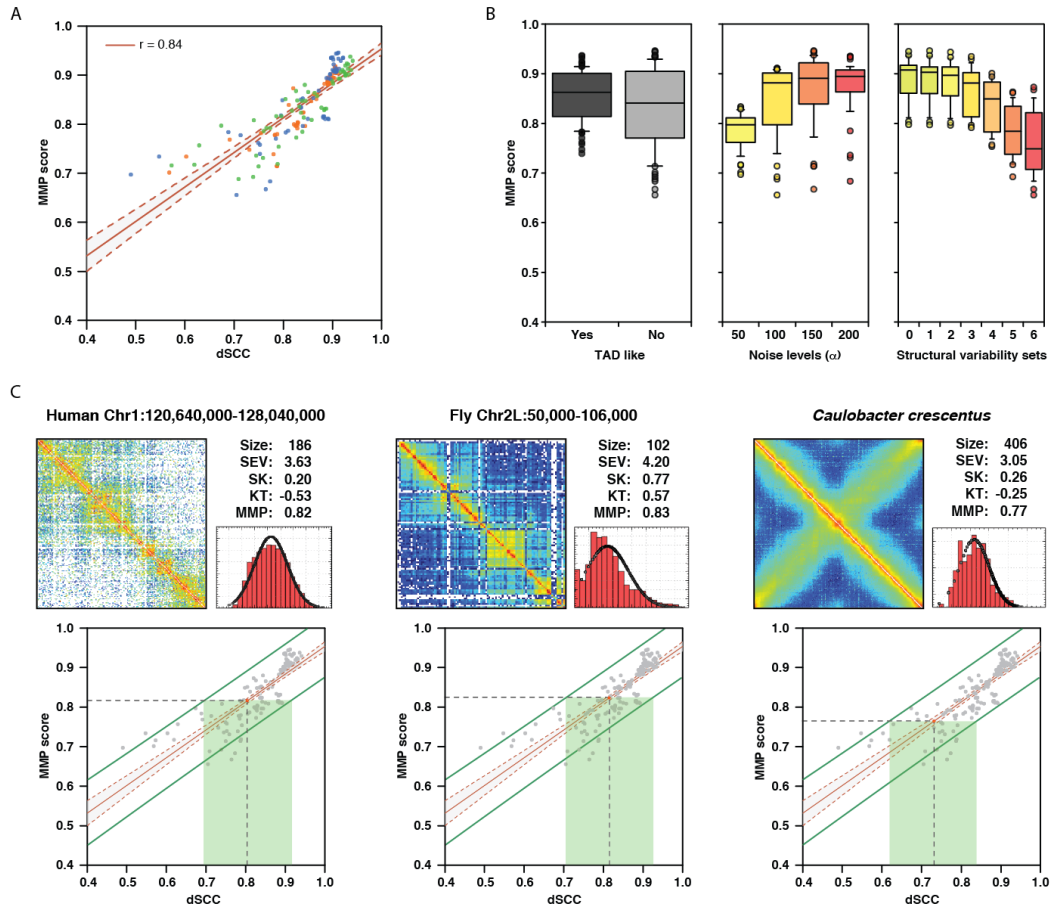 A
B
1.0
0.9
0.8
0.7
0.6
0.5
0.4
MMP score
r = 0.84
0.4 0.5 0.6 0.7 0.8 0.9 1.0
dSCC
1.0
0.9
0.8
0.7
0.6
0.5
0.4
MMP score
Yes No
TAD like
50 100 150 200
Noise levels (α)
0 1 2 3 4 5 6
Structural variability sets
C
Human Chr1:120,640,000-128,040,000
Size: 186
SEV: 3.63
SK: 0.20
KT: -0.53
MMP: 0.82
1.0
0.9
0.8
0.7
0.6
0.5
0.4
MMP score
0.4 0.5 0.6 0.7 0.8 0.9 1.0
dSCC
Fly Chr2L:50,000-106,000
Size: 102
SEV: 4.20
SK: 0.77
KT: 0.57
MMP: 0.83
1.0
0.9
0.8
0.7
0.6
0.5
0.4
MMP score
0.4 0.5 0.6 0.7 0.8 0.9 1.0
dSCC
Caulobacter crescentus
Size: 406
SEV: 3.05
SK: 0.26
KT: -0.25
MMP: 0.77
1.0
0.9
0.8
0.7
0.6
0.5
0.4
MMP score
0.4 0.5 0.6 0.7 0.8 0.9 1.0
dSCC